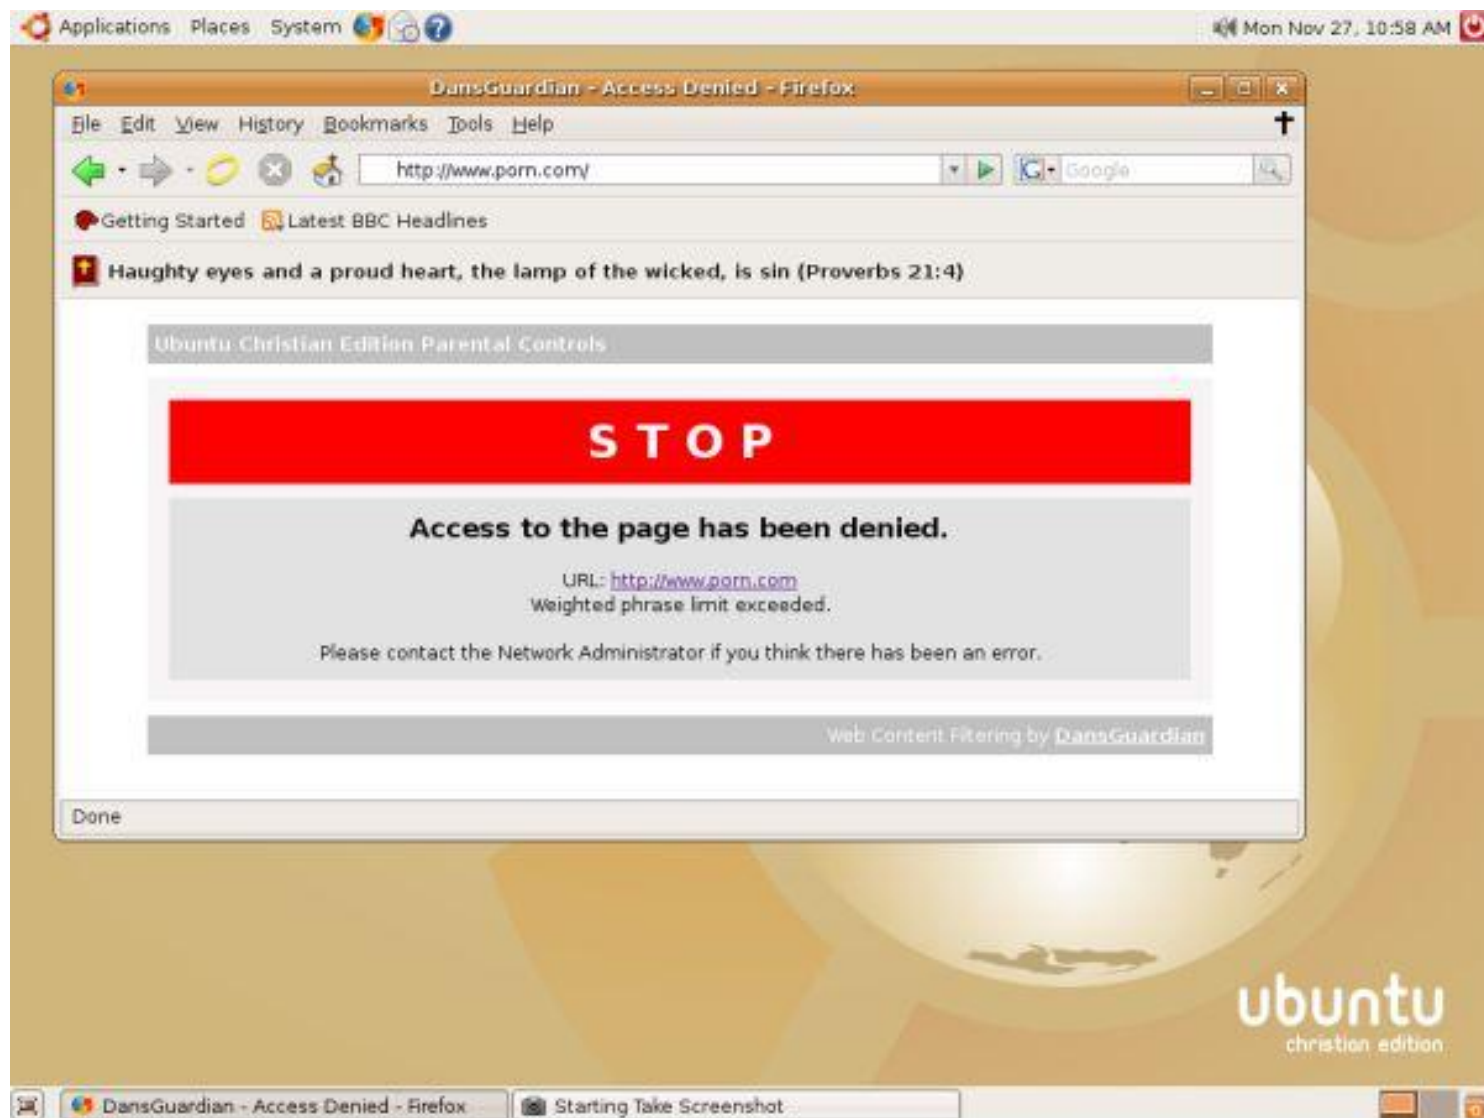 Applications Places System Mon Nov 27, 10:58 AM
DansGuardian - Access Denied - Firefox
File Edit View History Bookmarks Tools Help
http://www.porn.com/ Google
Getting Started Latest BBC Headlines
Haughty eyes and a proud heart, the lamp of the wicked, is sin (Proverbs 21:4)
Ubuntu Christian Edition Parental Controls
S T O P
Access to the page has been denied.
URL: http://www.porn.com
Weighted phrase limit exceeded.
Please contact the Network Administrator if you think there has been an error.
Web Content Filtering by DansGuardian
Done
ubuntu
christian edition
DansGuardian - Access Denied - Firefox Starting Take Screenshot